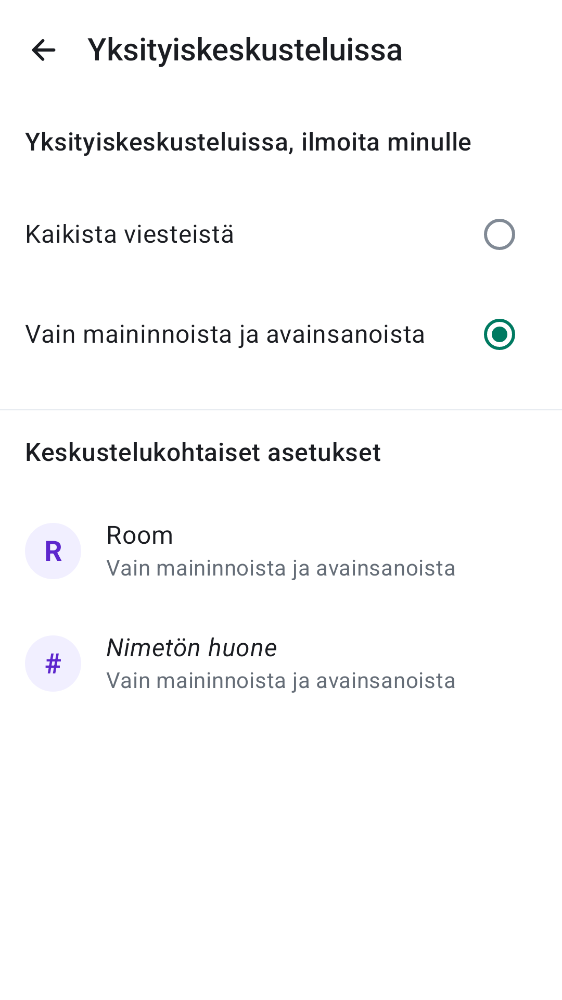 Yksityiskeskusteluissa
Yksityiskeskusteluissa, ilmoita minulle
Kaikista viesteistä
Vain maininnoista ja avainsanoista
Keskustelukohtaiset asetukset
R
Room
Vain maininnoista ja avainsanoista
#
Nimetön huone
Vain maininnoista ja avainsanoista